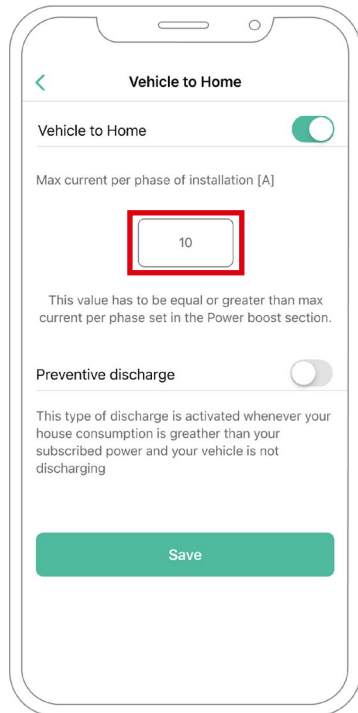 Vehicle to Home
Vehicle to Home
Max current per phase of installation [A]
10
This value has to be equal or greater than max
current per phase set in the Power boost section.
Preventive discharge
This type of discharge is activated whenever your
house consumption is greather than your
subscribed power and your vehicle is not
discharging
Save